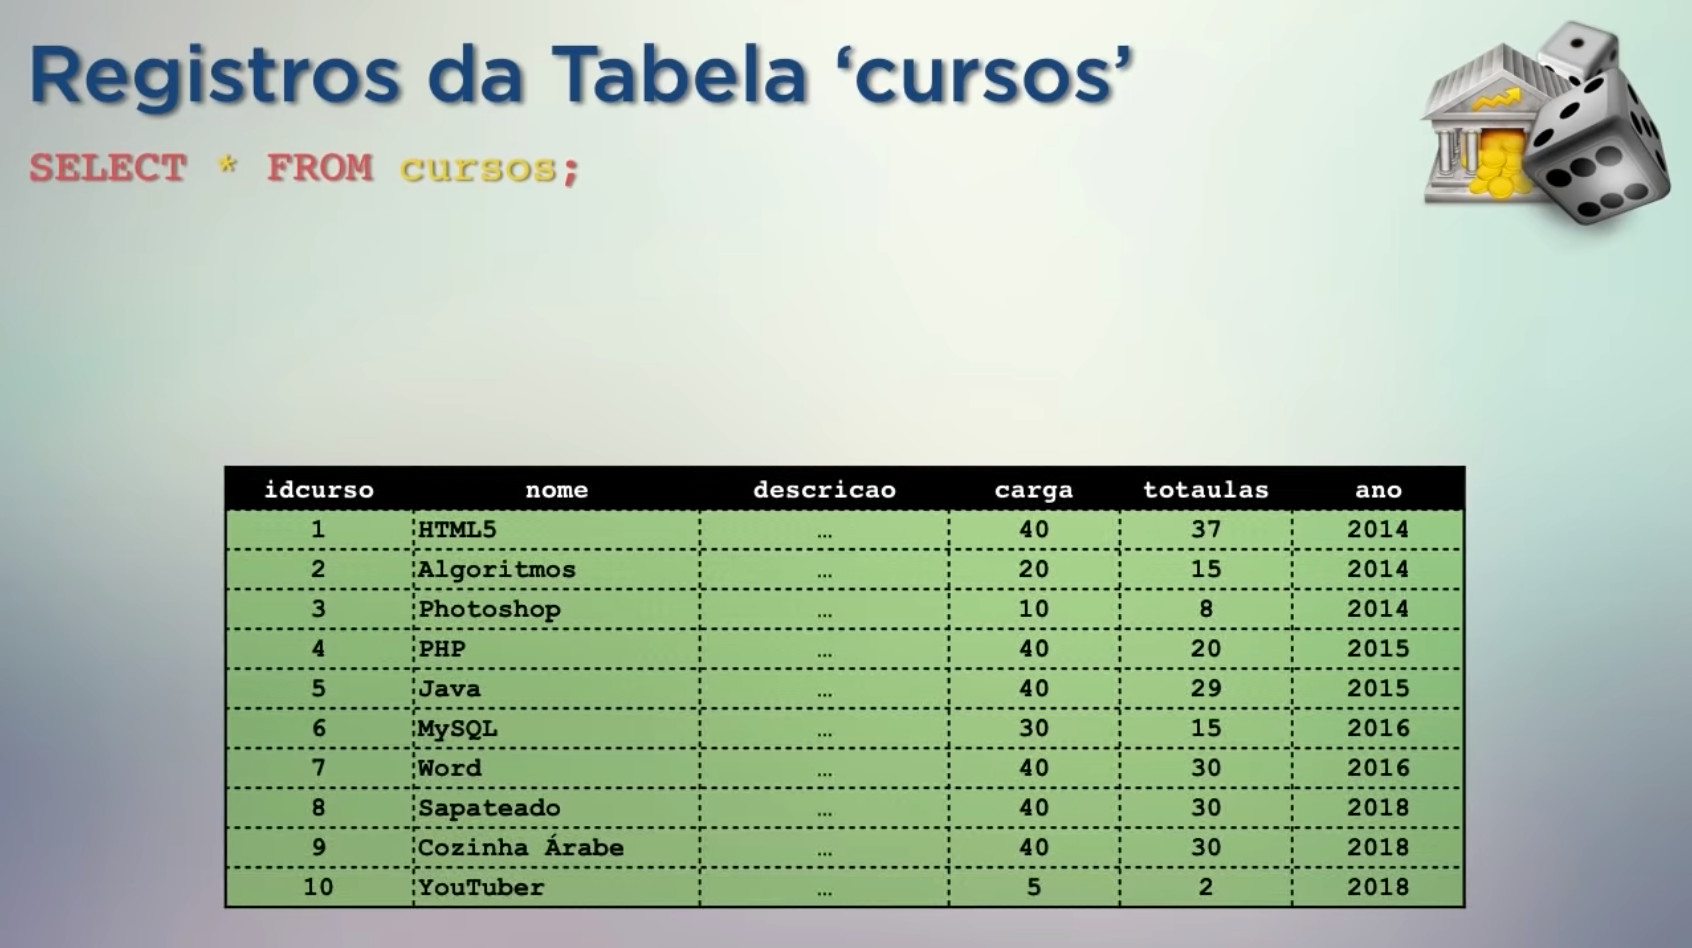 Registros da Tabela ‘cursos’
SELECT * FROM cursos;
idcurso nome descricao carga totaulas ano
1 HTML5 … 40 37 2014
2 Algoritmos … 20 15 2014
3 Photoshop … 10 8 2014
4 PHP … 40 20 2015
5 Java … 40 29 2015
6 MySQL … 30 15 2016
7 Word … 40 30 2016
8 Sapateado … 40 30 2018
9 Cozinha Árabe … 40 30 2018
10 YouTuber … 5 2 2018